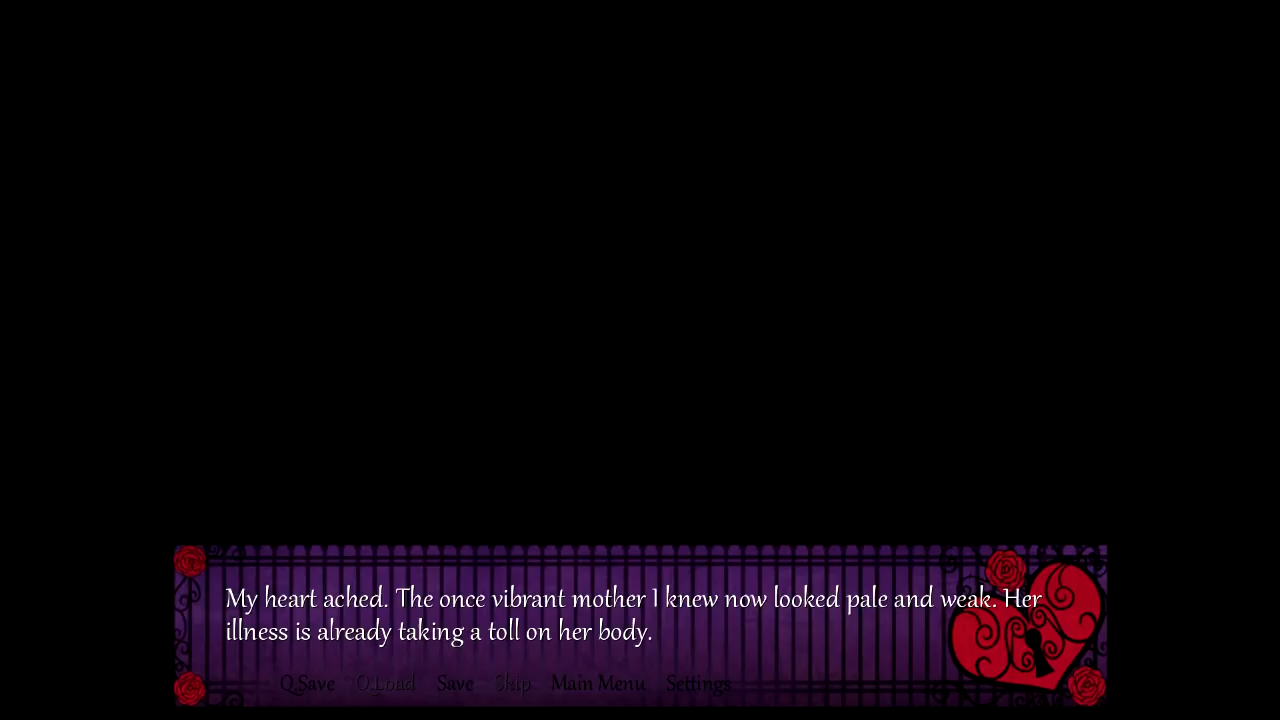 My heart ached. The once vibrant mother I knew now looked pale and weak. Her
illness is already taking a toll on her body.
Q.Save Q.Load Save Skip Main Menu Settings